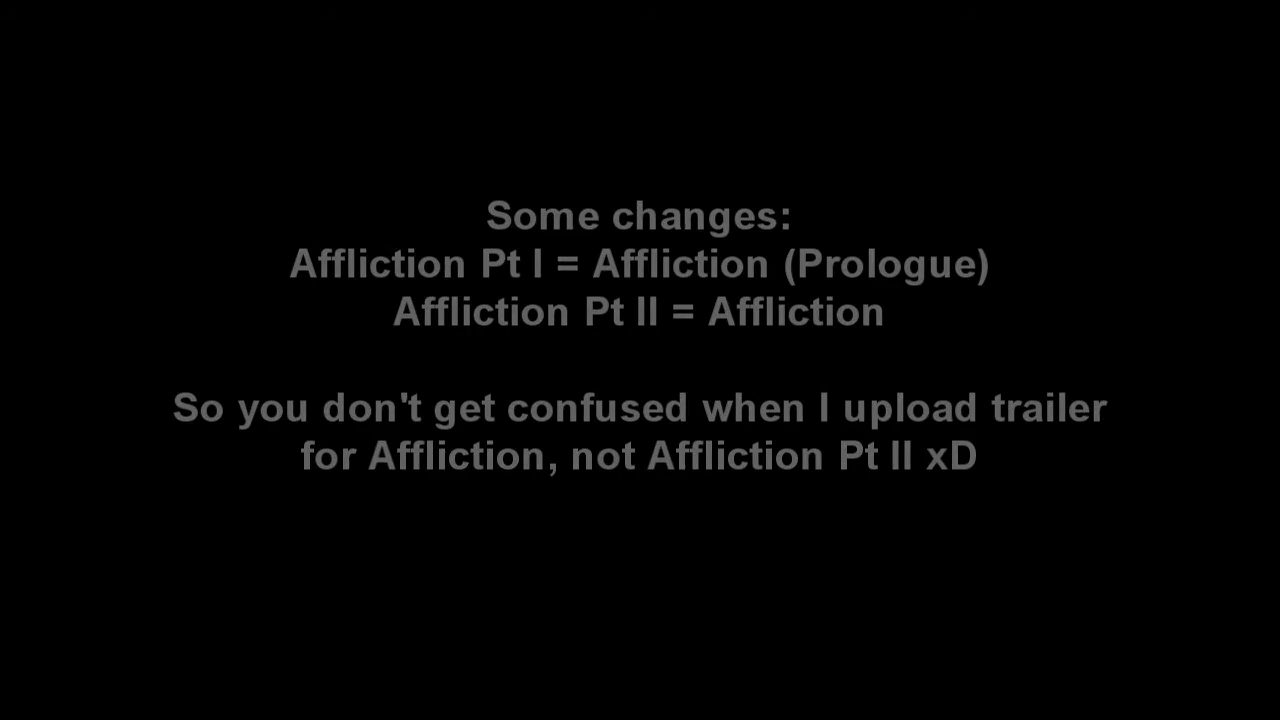 Some changes:
Affliction Pt I = Affliction (Prologue)
Affliction Pt II = Affliction
So you don't get confused when I upload trailer
for Affliction, not Affliction Pt II xD